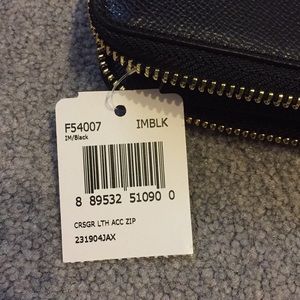 F54007 IMBLK
IM/Black
8 89532 51090 0
CRSGR LTH ACC ZIP
231904JAX